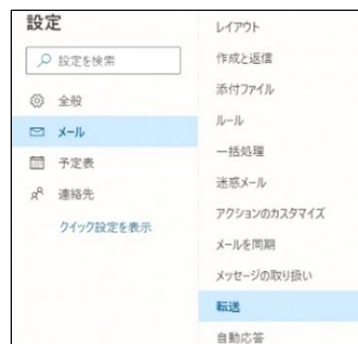 設定
設定を検索
全般
メール
予定表
連絡先
クイック設定を表示
レイアウト
作成と返信
添付ファイル
ルール
一括処理
迷惑メール
アクションのカスタマイズ
メールを同期
メッセージの取り扱い
転送
自動応答